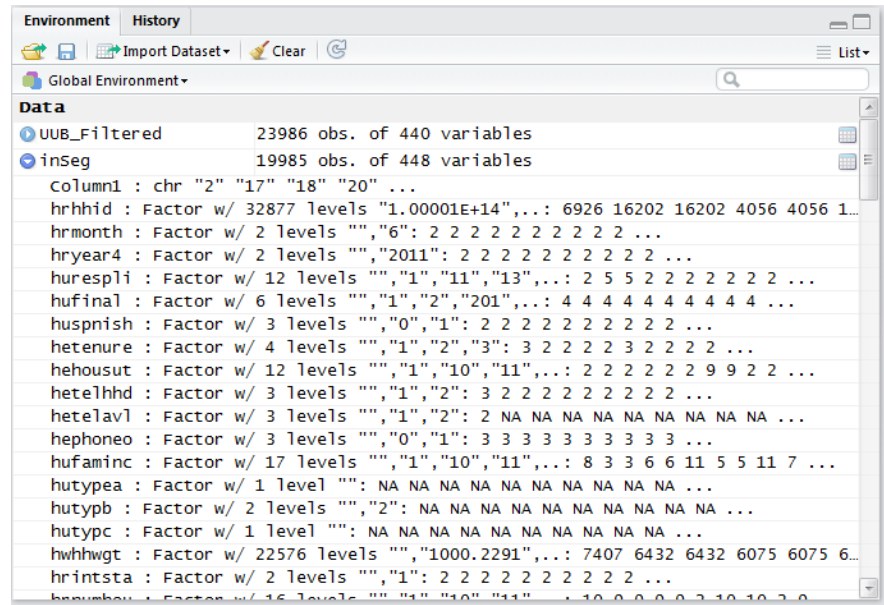 Environment History
Import Dataset Clear List
Global Environment
Data
UUB_Filtered 23986 obs. of 440 variables
inSeg 19985 obs. of 448 variables
Column1 : chr "2" "17" "18" "20" ...
hrhhid : Factor w/ 32877 levels "1.00001E+14",..: 6926 16202 16202 4056 4056 1…
hrmonth : Factor w/ 2 levels "","6": 2 2 2 2 2 2 2 2 2 2 ...
hryear4 : Factor w/ 2 levels "","2011": 2 2 2 2 2 2 2 2 2 2 ...
hurespli : Factor w/ 12 levels "","1","11","13",..: 2 5 5 2 2 2 2 2 2 2 ...
hufinal : Factor w/ 6 levels "","1","2","201",..: 4 4 4 4 4 4 4 4 4 4 ...
huspnish : Factor w/ 3 levels "","0","1": 2 2 2 2 2 2 2 2 2 2 ...
hetenure : Factor w/ 4 levels "","1","2","3": 3 2 2 2 2 3 2 2 2 2 ...
hehousut : Factor w/ 12 levels "","1","10","11",..: 2 2 2 2 2 2 9 9 2 2 ...
hetelhhd : Factor w/ 3 levels "","1","2": 3 2 2 2 2 2 2 2 2 2 ...
hetelavl : Factor w/ 3 levels "","1","2": 2 NA NA NA NA NA NA NA NA NA ...
hephoneo : Factor w/ 3 levels "","0","1": 3 3 3 3 3 3 3 3 3 3 ...
hufaminc : Factor w/ 17 levels "","1","10","11",..: 8 3 3 6 6 11 5 5 11 7 ...
hutypea : Factor w/ 1 level "": NA NA NA NA NA NA NA NA NA NA ...
hutypb : Factor w/ 2 levels "","2": NA NA NA NA NA NA NA NA NA NA ...
hutypc : Factor w/ 1 level "": NA NA NA NA NA NA NA NA NA NA ...
hwhhwgt : Factor w/ 22576 levels "","1000.2291",..: 7407 6432 6432 6075 6075 6…
hrintsta : Factor w/ 2 levels "","1": 2 2 2 2 2 2 2 2 2 2 ...